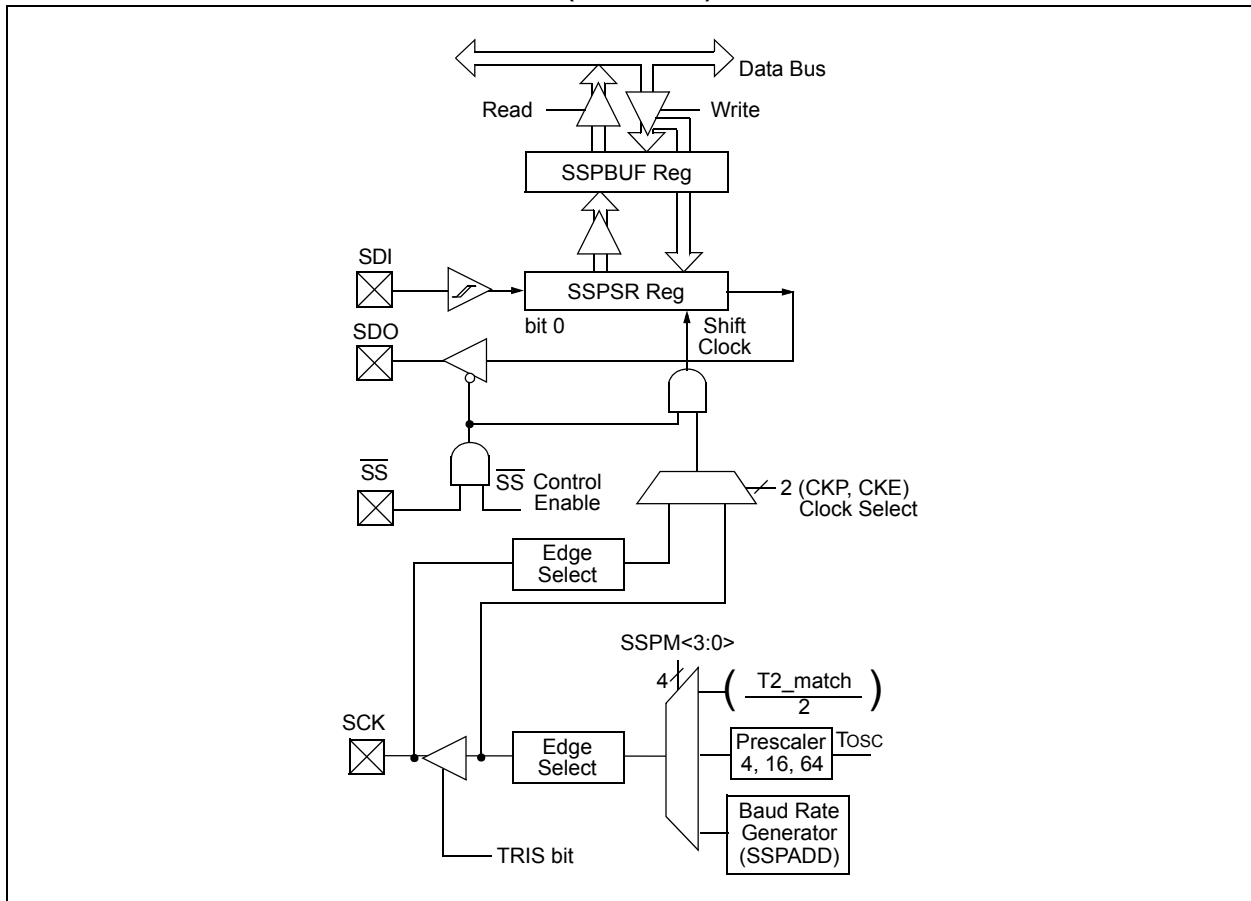 Data Bus
Read
Write
SSPBUF Reg
SDI
SSPSR Reg
bit 0
Shift
Clock
SDO
SS
SS Control
Enable
2 (CKP, CKE)
Clock Select
Edge
Select
SSPM<3:0>
4
( T2_match
2 )
SCK
Edge
Select
Prescaler
4, 16, 64
TOSC
Baud Rate
Generator
(SSPADD)
TRIS bit